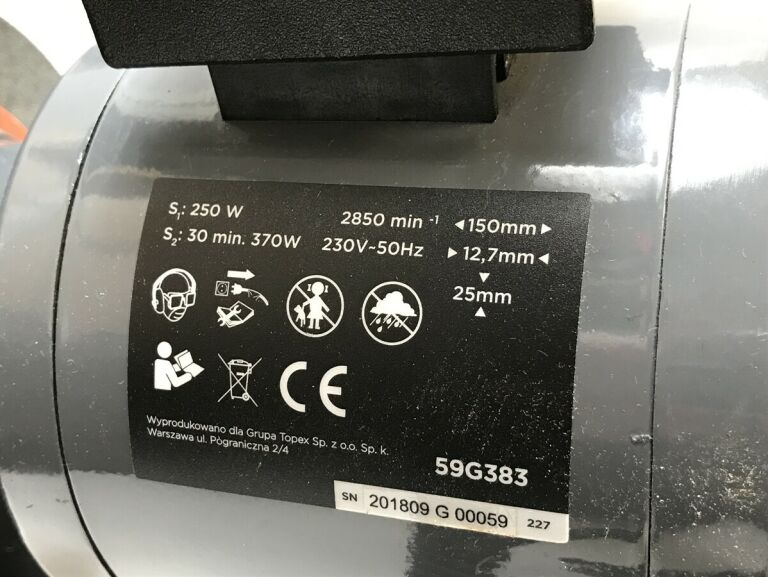 S₁: 250 W 2850 min⁻¹ ◄150mm►
S₂: 30 min. 370W 230V~50Hz ►12,7mm◄
25mm
CE
Wyprodukowano dla Grupa Topex Sp. z o.o. Sp. k.
Warszawa ul. Pograniczna 2/4
59G383
SN 201809 G 00059 227